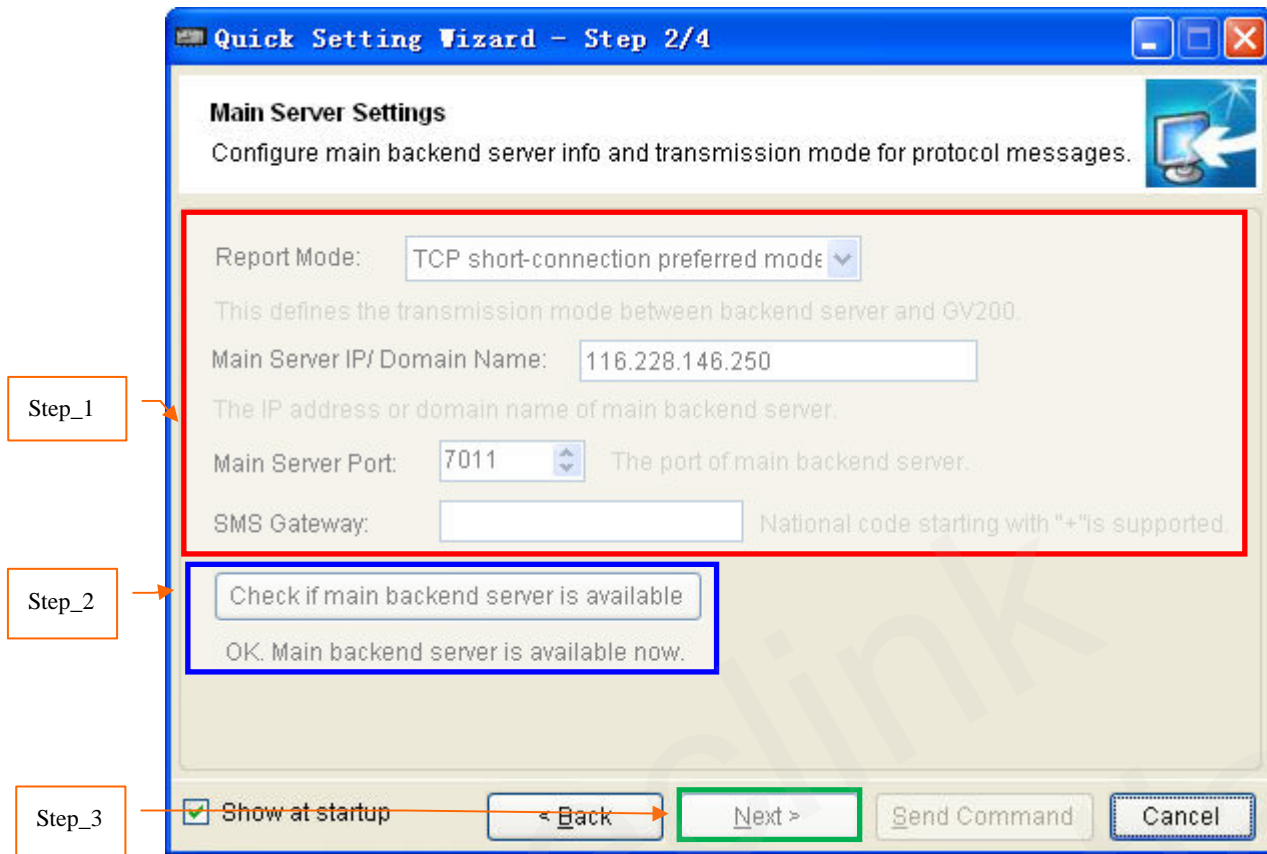 Quick Setting Wizard - Step 2/4
Main Server Settings
Configure main backend server info and transmission mode for protocol messages.
Report Mode: TCP short-connection preferred mode
This defines the transmission mode between backend server and GV200.
Main Server IP/ Domain Name: 116.228.146.250
Step_1
The IP address or domain name of main backend server.
Main Server Port: 7011 The port of main backend server.
SMS Gateway: National code starting with "+"is supported.
Step_2
Check if main backend server is available
OK. Main backend server is available now.
Step_3
Show at startup < Back Next > Send Command Cancel